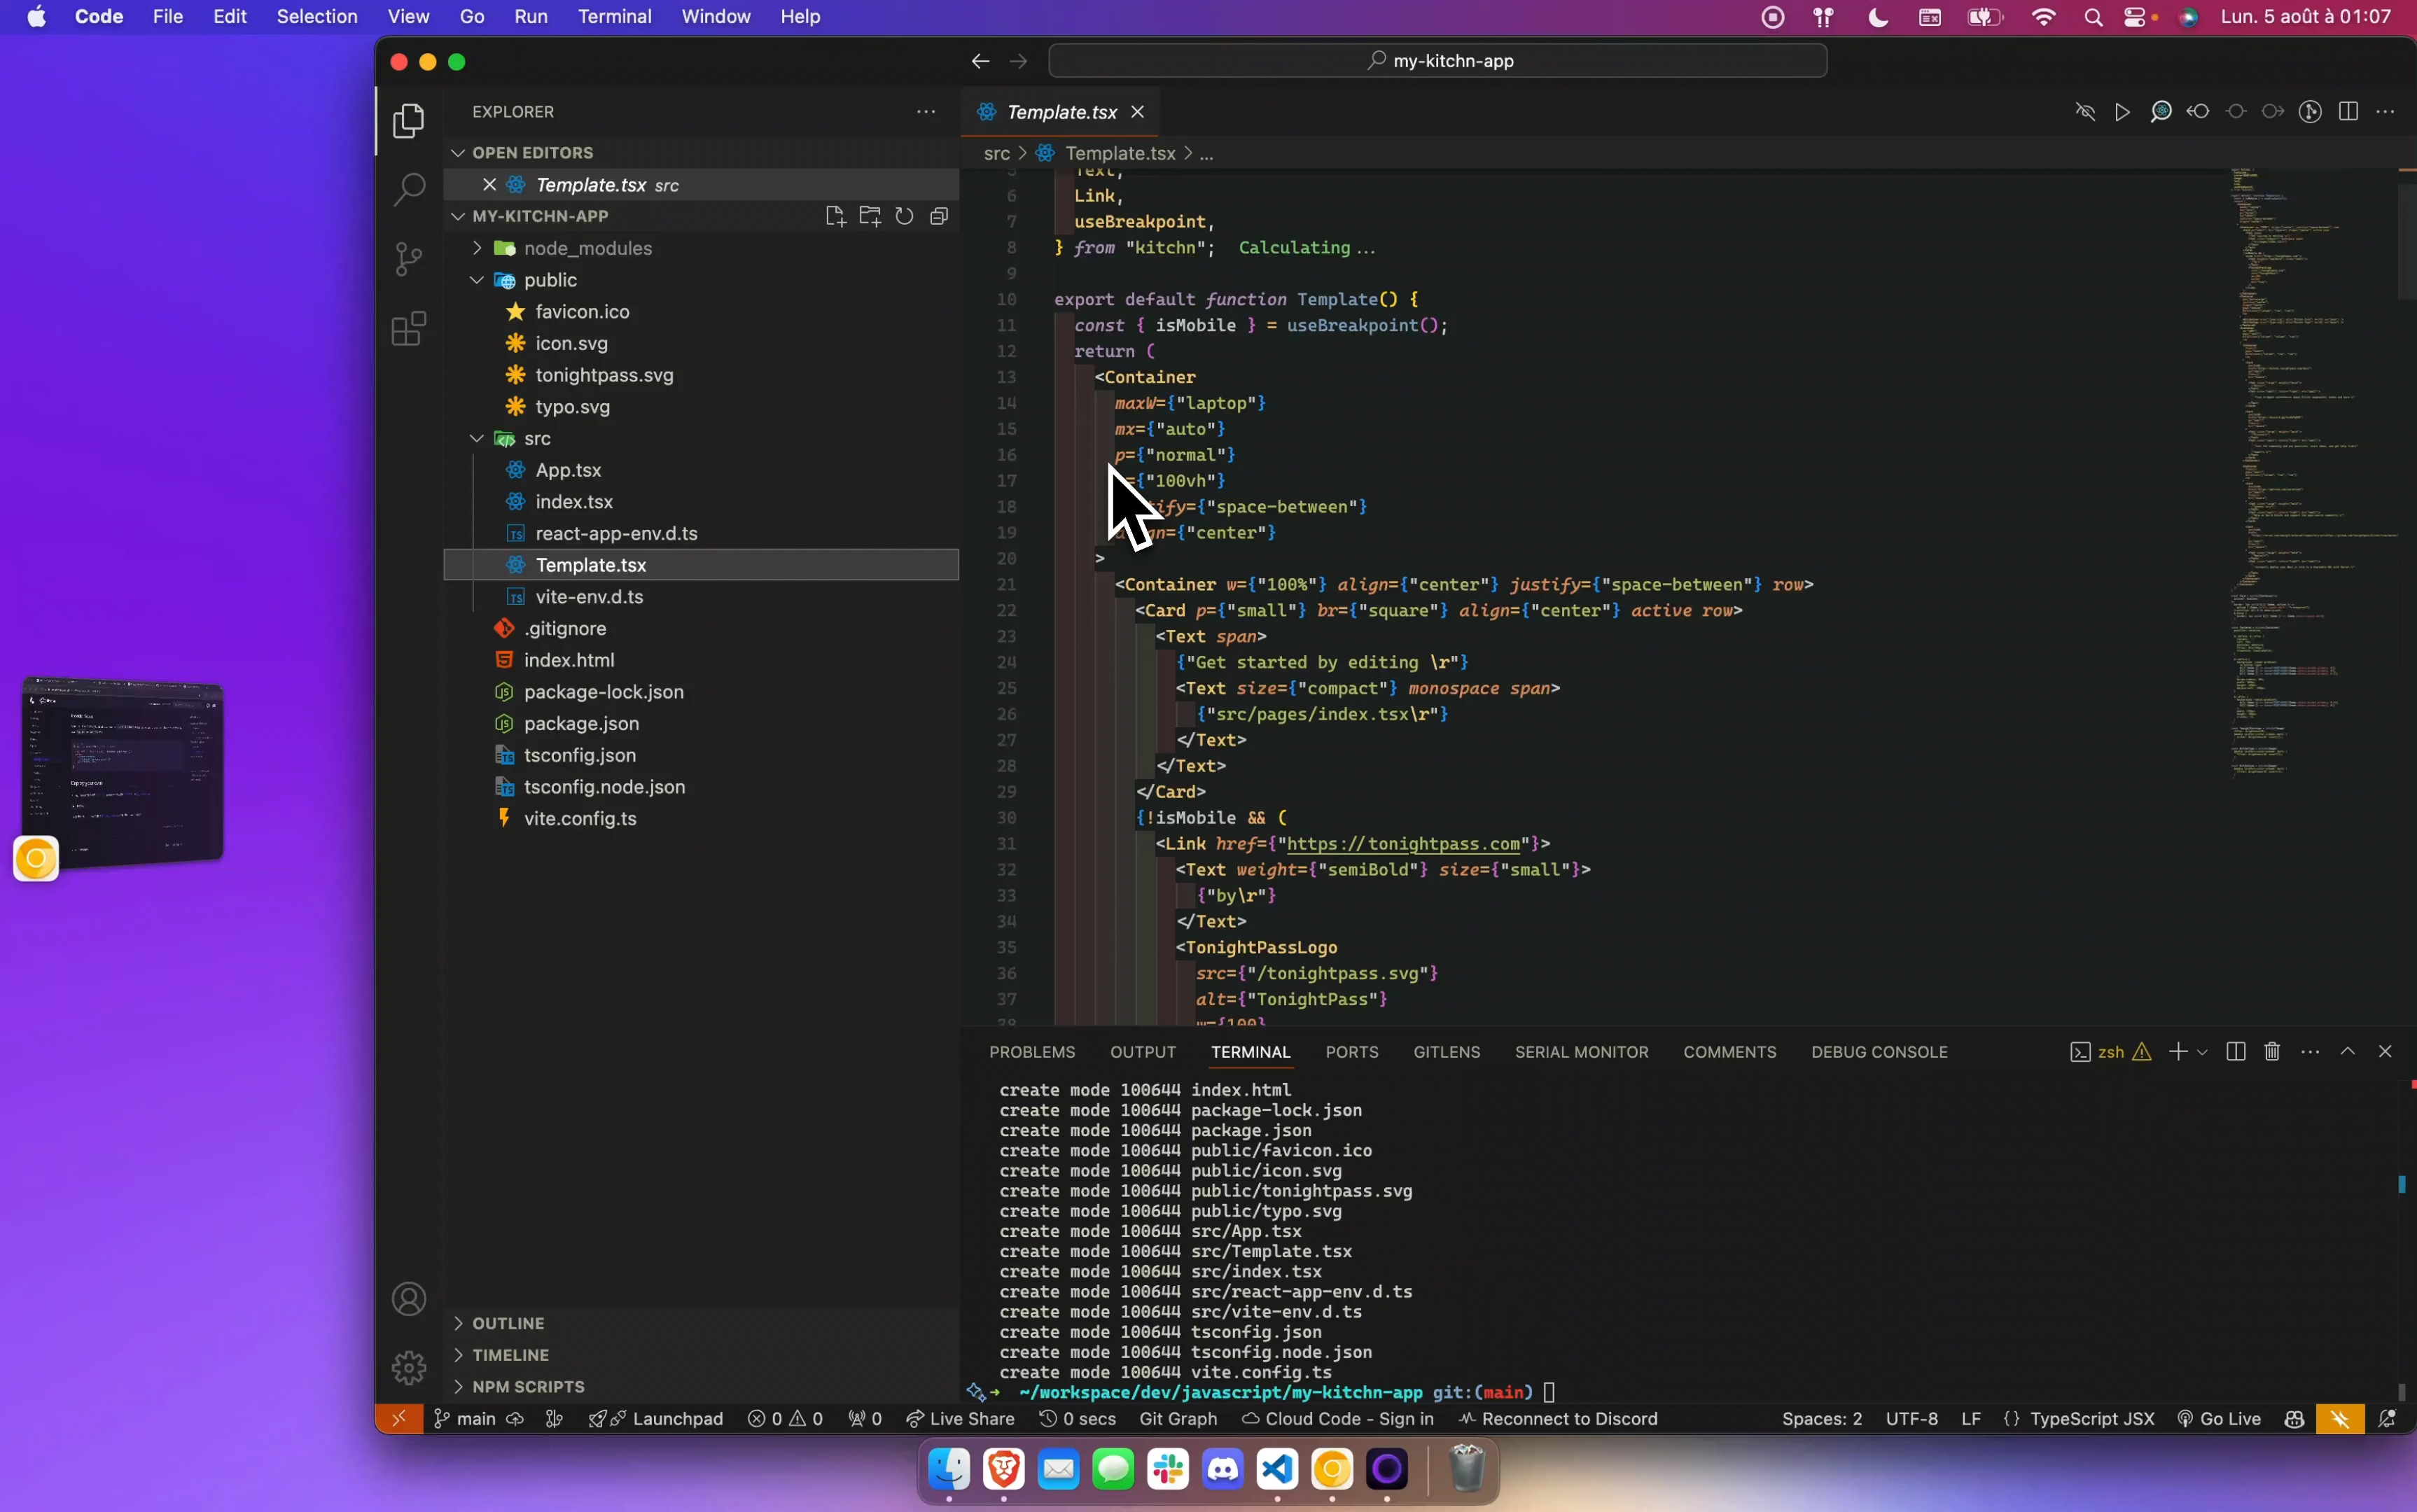 Code File Edit Selection View Go Run Terminal Window Help Lun. 5 août à 01:07
my-kitchn-app
EXPLORER
OPEN EDITORS
Template.tsx src
MY-KITCHN-APP
node_modules
public
favicon.ico
icon.svg
tonightpass.svg
typo.svg
src
App.tsx
index.tsx
react-app-env.d.ts
Template.tsx
vite-env.d.ts
.gitignore
index.html
package-lock.json
package.json
tsconfig.json
tsconfig.node.json
vite.config.ts
OUTLINE
TIMELINE
NPM SCRIPTS
Template.tsx
src > Template.tsx > ...
5 Text,
6 Link,
7 useBreakpoint,
8 } from "kitchn"; Calculating ...
9
10 export default function Template() {
11 const { isMobile } = useBreakpoint();
12 return (
13 <Container
14 maxW={"laptop"}
15 mx={"auto"}
16 p={"normal"}
17 ={"100vh"}
18 ify={"space-between"}
19 gn={"center"}
20 >
21 <Container w={"100%"} align={"center"} justify={"space-between"} row>
22 <Card p={"small"} br={"square"} align={"center"} active row>
23 <Text span>
24 {"Get started by editing \r"}
25 <Text size={"compact"} monospace span>
26 {"src/pages/index.tsx\r"}
27 </Text>
28 </Text>
29 </Card>
30 {!isMobile && (
31 <Link href={"https://tonightpass.com"}>
32 <Text weight={"semiBold"} size={"small"}>
33 {"by\r"}
34 </Text>
35 <TonightPassLogo
36 src={"/tonightpass.svg"}
37 alt={"TonightPass"}
38 w={100}
PROBLEMS OUTPUT TERMINAL PORTS GITLENS SERIAL MONITOR COMMENTS DEBUG CONSOLE zsh
create mode 100644 index.html
create mode 100644 package-lock.json
create mode 100644 package.json
create mode 100644 public/favicon.ico
create mode 100644 public/icon.svg
create mode 100644 public/tonightpass.svg
create mode 100644 public/typo.svg
create mode 100644 src/App.tsx
create mode 100644 src/Template.tsx
create mode 100644 src/index.tsx
create mode 100644 src/react-app-env.d.ts
create mode 100644 src/vite-env.d.ts
create mode 100644 tsconfig.json
create mode 100644 tsconfig.node.json
create mode 100644 vite.config.ts
~/workspace/dev/javascript/my-kitchn-app git:(main)
main Launchpad 0 0 0 Live Share 0 secs Git Graph Cloud Code - Sign in Reconnect to Discord Spaces: 2 UTF-8 LF {} TypeScript JSX Go Live